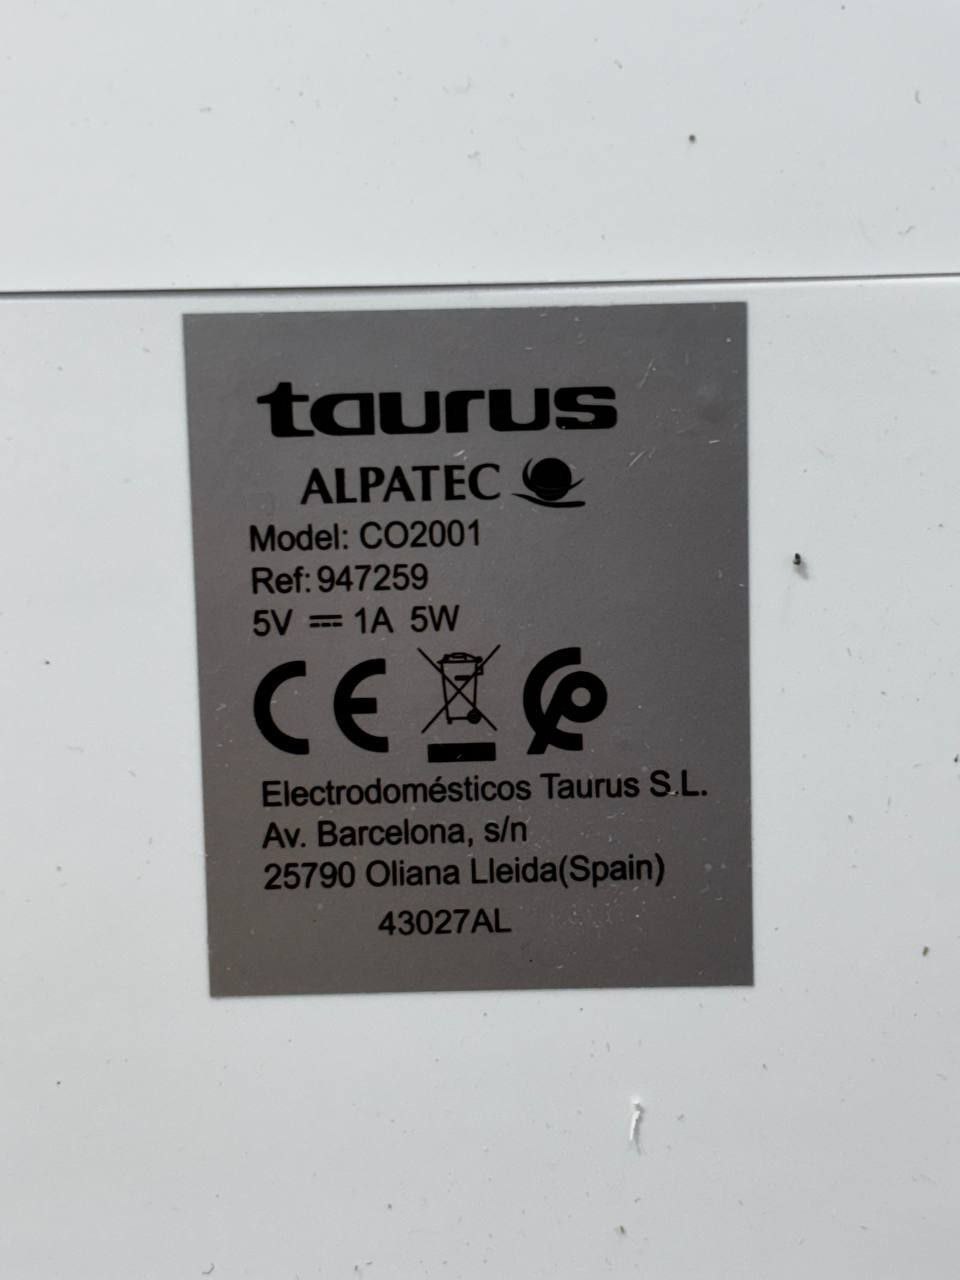 taurus
ALPATEC
Model: CO2001
Ref: 947259
5V ⎓ 1A 5W
CE
Electrodomésticos Taurus S.L.
Av. Barcelona, s/n
25790 Oliana Lleida(Spain)
43027AL